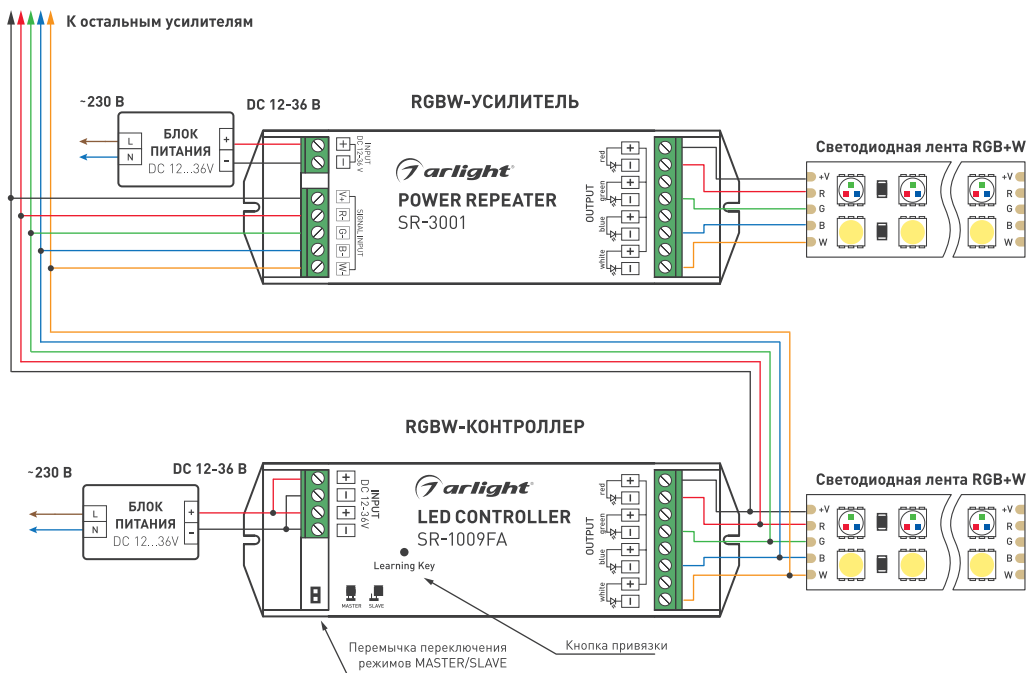 К остальным усилителям
RGBW-УСИЛИТЕЛЬ
~230 В
DC 12-36 В
L
N
БЛОК
ПИТАНИЯ
DC 12...36V
+
−
+
−
INPUT
DC 12-36 V
V+
R-
G-
B-
W-
SIGNAL INPUT
arlight
POWER REPEATER
SR-3001
OUTPUT
red
green
blue
white
+
−
+
−
+
−
+
−
Светодиодная лента RGB+W
+V
R
G
B
W
+V
R
G
B
W
RGBW-КОНТРОЛЛЕР
~230 В
DC 12-36 В
L
N
БЛОК
ПИТАНИЯ
DC 12...36V
+
−
+
−
+
−
INPUT
DC 12-36V
arlight
LED CONTROLLER
SR-1009FA
Learning Key
MASTER
SLAVE
OUTPUT
red
green
blue
white
+
−
+
−
+
−
+
−
Светодиодная лента RGB+W
+V
R
G
B
W
+V
R
G
B
W
Перемычка переключения
режимов MASTER/SLAVE
Кнопка привязки